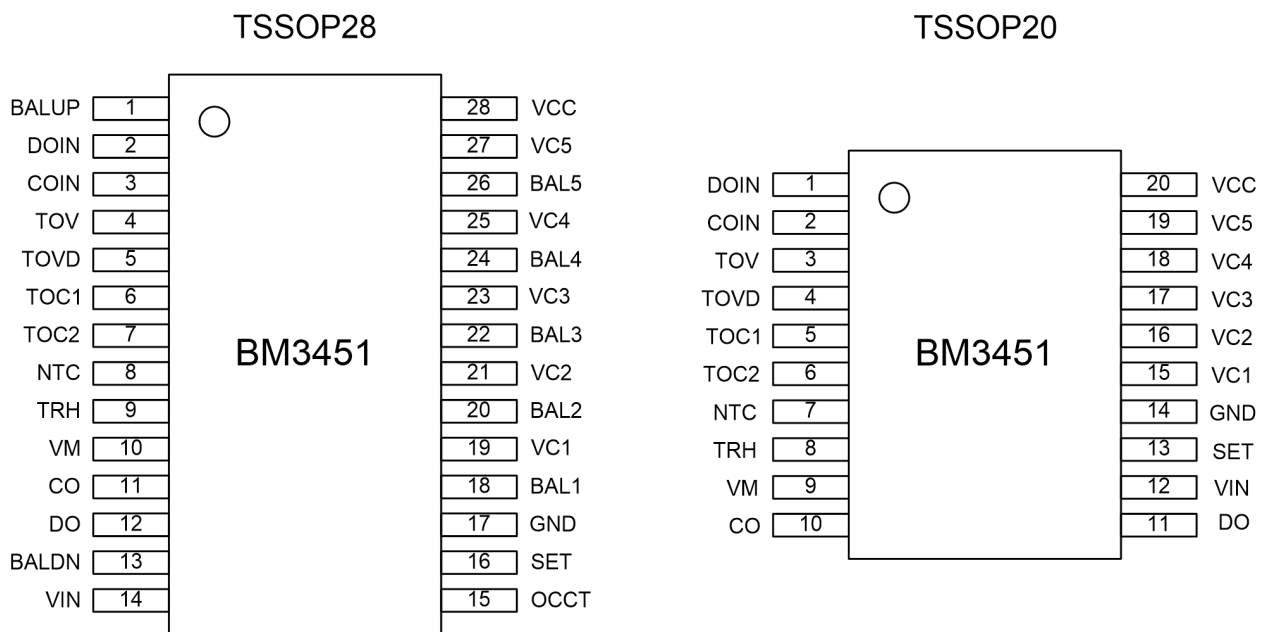 TSSOP28
TSSOP20
BALUP 1 28 VCC
DOIN 2 27 VC5
COIN 3 26 BAL5
TOV 4 25 VC4
TOVD 5 24 BAL4
TOC1 6 23 VC3
TOC2 7 22 BAL3
NTC 8 21 VC2
TRH 9 20 BAL2
VM 10 19 VC1
CO 11 18 BAL1
DO 12 17 GND
BALDN 13 16 SET
VIN 14 15 OCCT
BM3451
DOIN 1 20 VCC
COIN 2 19 VC5
TOV 3 18 VC4
TOVD 4 17 VC3
TOC1 5 16 VC2
TOC2 6 15 VC1
NTC 7 14 GND
TRH 8 13 SET
VM 9 12 VIN
CO 10 11 DO
BM3451